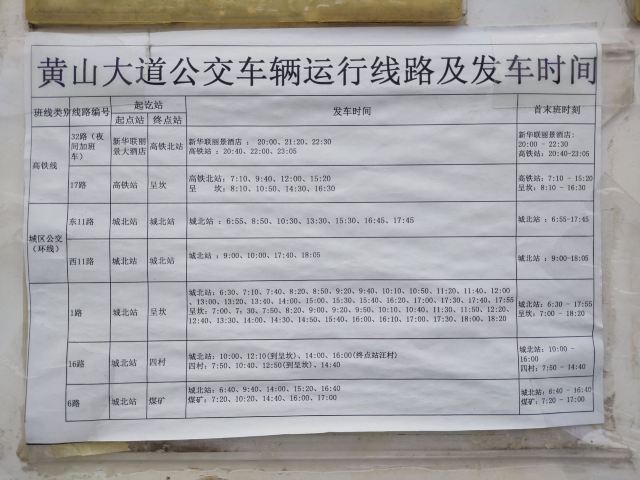 黄山大道公交车辆运行线路及发车时间
班线类别 线路编号 起讫站 发车时间 首末班时刻
起点站 终点站
高铁线
32路（夜间加班车） 新华联丽景大酒店 高铁北站 新华联丽景酒店 : 20:00、21:20、22:30 新华联丽景酒店: 20:00 - 22:30
高铁站 : 20:40、22:00、23:05 高铁站: 20:40-23:05
17路 高铁站 呈坎 高铁北站:7:10、9:40、12:00、15:20 高铁站:7:10 - 15:20
呈 坎: 8:10、10:50、14:30、16:30 呈坎:8:10 - 16:30
城区公交（环线）
东11路 城北站 城北站 城北站 : 6:55、8:50、10:30、13:30、15:30、16:45、17:45 城北站 :6:55-17:45
西11路 城北站 城北站 城北站 : 9:00、10:00、17:40、18:05 城北站 :9:00-18:05
1路 城北站 呈坎 城北站:6:30、7:10、7:40、8:20、8:50、9:20、9:40、10:10、10:50、11:20、11:40、12:00 城北站:6:30 - 17:55
、13:00、13:20、13:40、14:00、15:00、15:30、15:40、16:20、17:00、17:30、17:40、17:55
呈坎:7:00、7;30、7:50、8:20、9:00、9:20、9:50、10:10、10:40、11:30、11:50、12:20、 呈坎:7:00 - 18:20
12:40、13:30、14:00、14:30、14:50、15:40、16:00、16:10、17:00、17:30、18:00、18:20
16路 城北站 四村 城北站:10:00、12:10(到呈坎)、14:00、16:00(终点站汪村) 城北站:10:00 - 16:00
四村:7:50、10:40、12:50(到呈坎)、14:40 四村:7:50 - 14:40
6路 城北站 煤矿 城北站:6:40、9:40、14:00、15:20、16:40 城北站:6:40 - 16:40
煤矿:7:20、10:20、14:40、16:00、17:00 煤矿:7:20 - 17:00